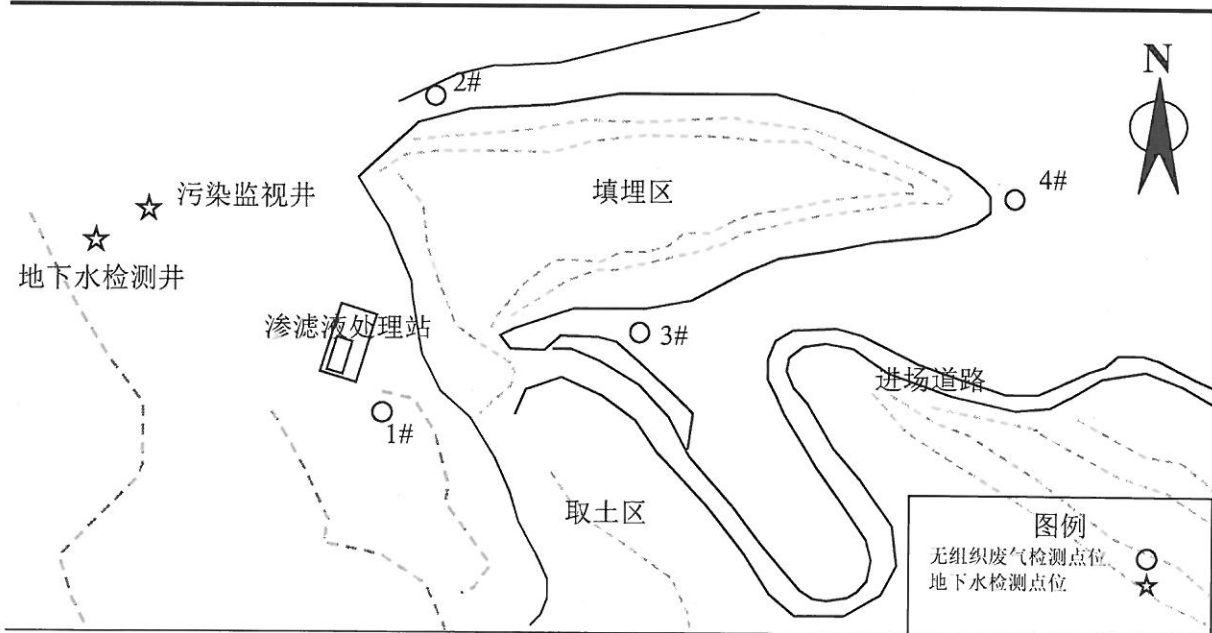 2#
N
填埋区
4#
污染监视井
地下水检测井
渗滤液处理站
3#
进场道路
1#
取土区
图例
无组织废气检测点位
地下水检测点位